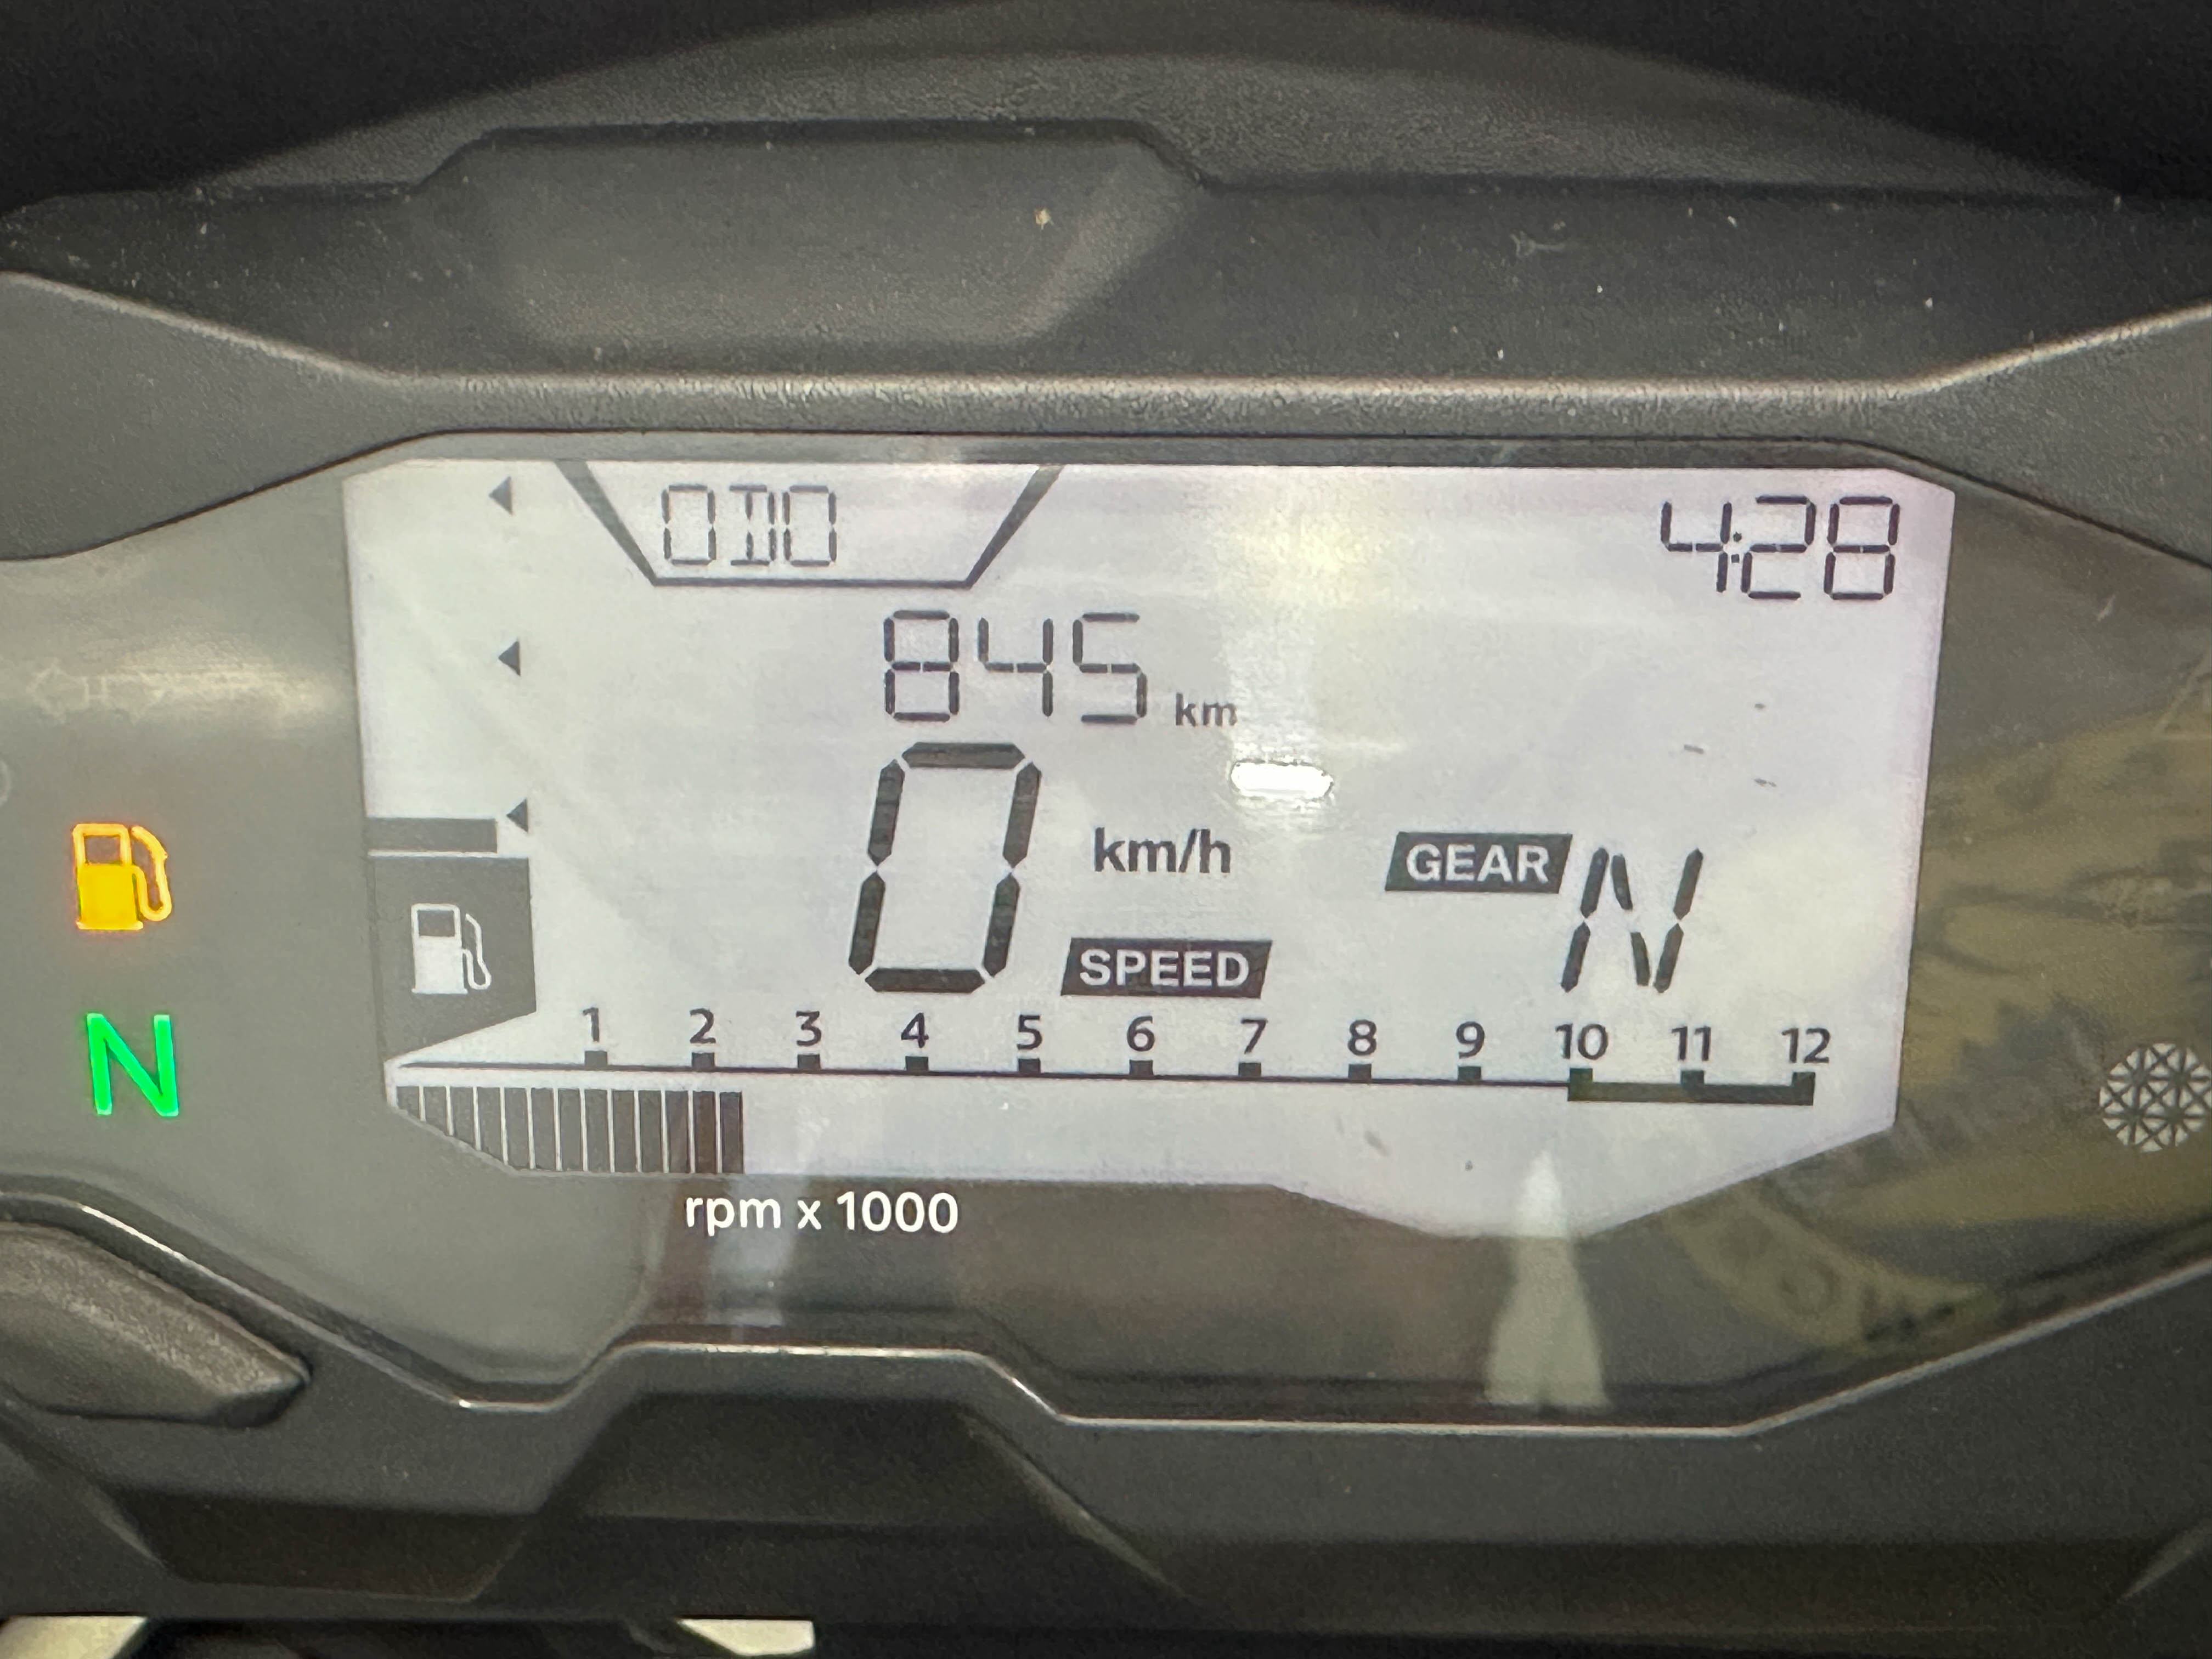 ODO 4:28
845 km
0 km/h
SPEED
GEAR N
1 2 3 4 5 6 7 8 9 10 11 12
rpm x 1000
N